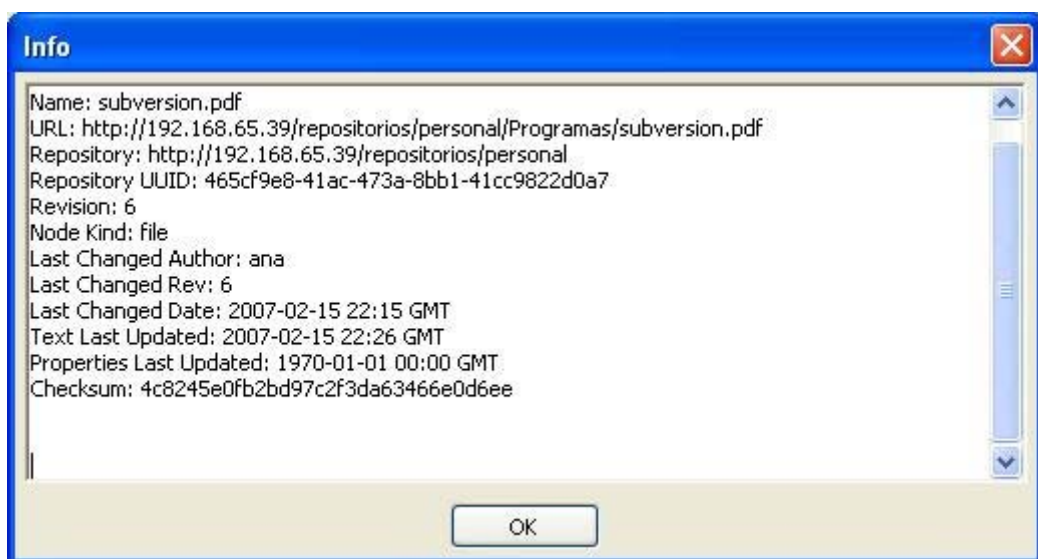 Info
Name: subversion.pdf
URL: http://192.168.65.39/repositorios/personal/Programas/subversion.pdf
Repository: http://192.168.65.39/repositorios/personal
Repository UUID: 465cf9e8-41ac-473a-8bb1-41cc9822d0a7
Revision: 6
Node Kind: file
Last Changed Author: ana
Last Changed Rev: 6
Last Changed Date: 2007-02-15 22:15 GMT
Text Last Updated: 2007-02-15 22:26 GMT
Properties Last Updated: 1970-01-01 00:00 GMT
Checksum: 4c8245e0fb2bd97c2f3da63466e0d6ee
OK